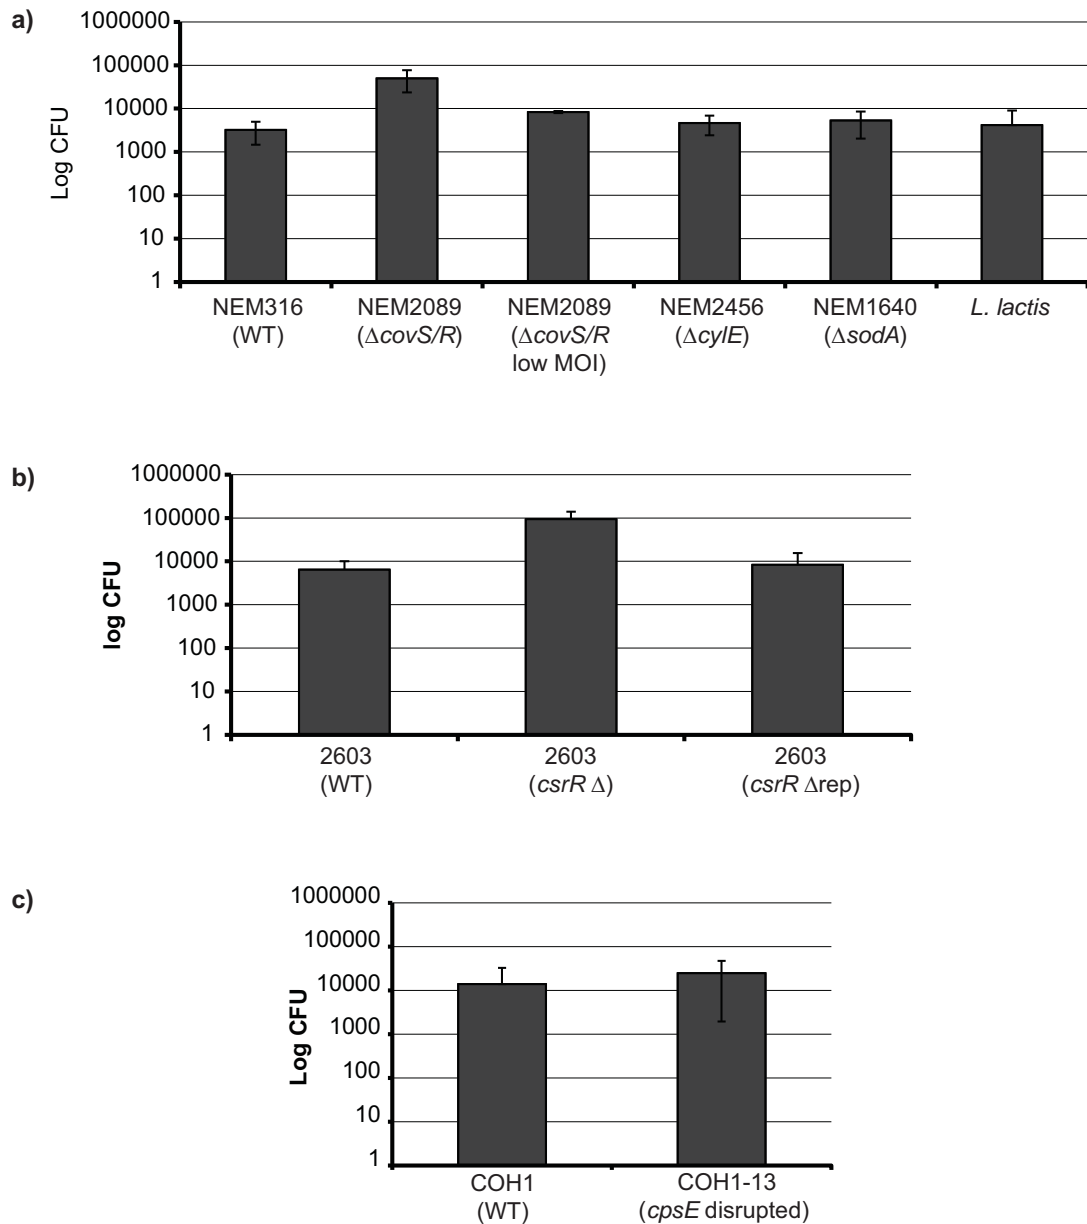 a)
Log CFU
1000000
100000
10000
1000
100
10
1
NEM316
(WT)
NEM2089
(ΔcovS/R)
NEM2089
(ΔcovS/R
low MOI)
NEM2456
(ΔcylE)
NEM1640
(ΔsodA)
L. lactis
b)
log CFU
1000000
100000
10000
1000
100
10
1
2603
(WT)
2603
(csrR Δ)
2603
(csrR Δrep)
c)
Log CFU
1000000
100000
10000
1000
100
10
1
COH1
(WT)
COH1-13
(cpsE disrupted)